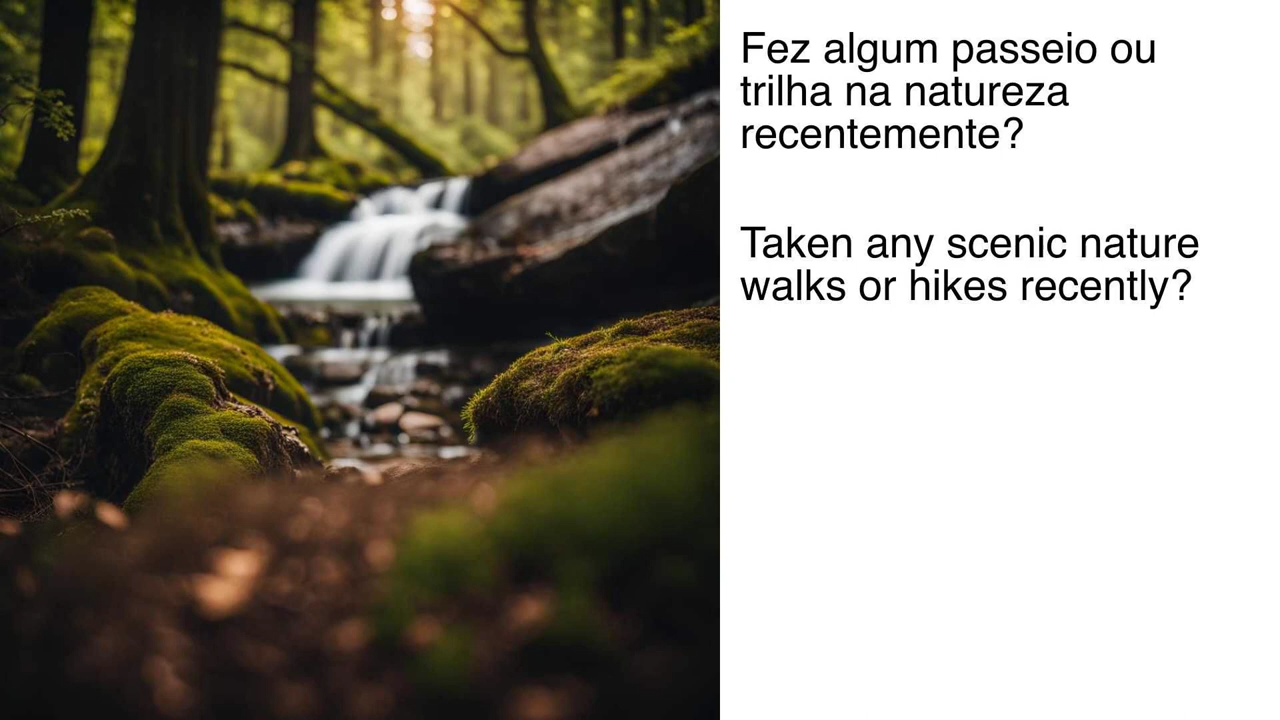 Fez algum passeio ou
trilha na natureza
recentemente?
Taken any scenic nature
walks or hikes recently?